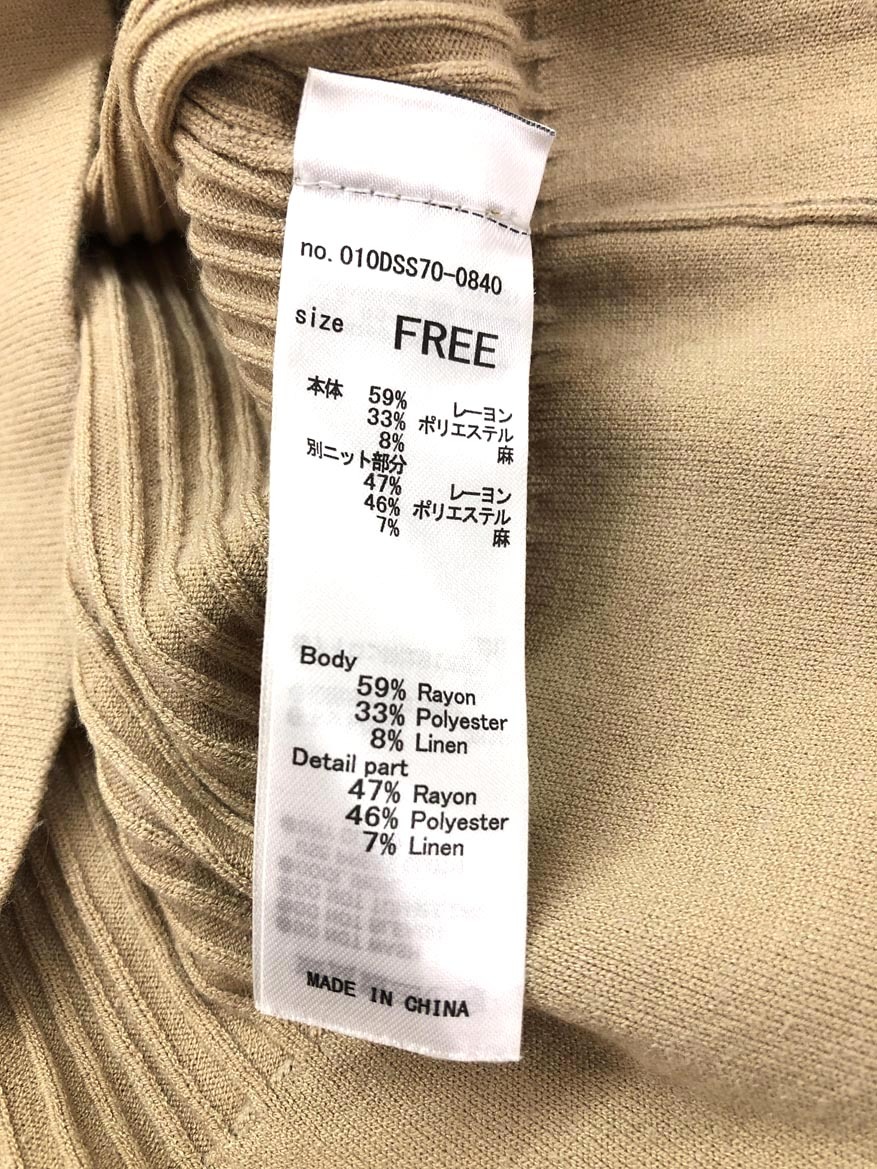 no. 010DSS70-0840
size FREE
本体 59% レーヨン
33% ポリエステル
8% 麻
別ニット部分
47% レーヨン
46% ポリエステル
7% 麻
Body
59% Rayon
33% Polyester
8% Linen
Detail part
47% Rayon
46% Polyester
7% Linen
MADE IN CHINA